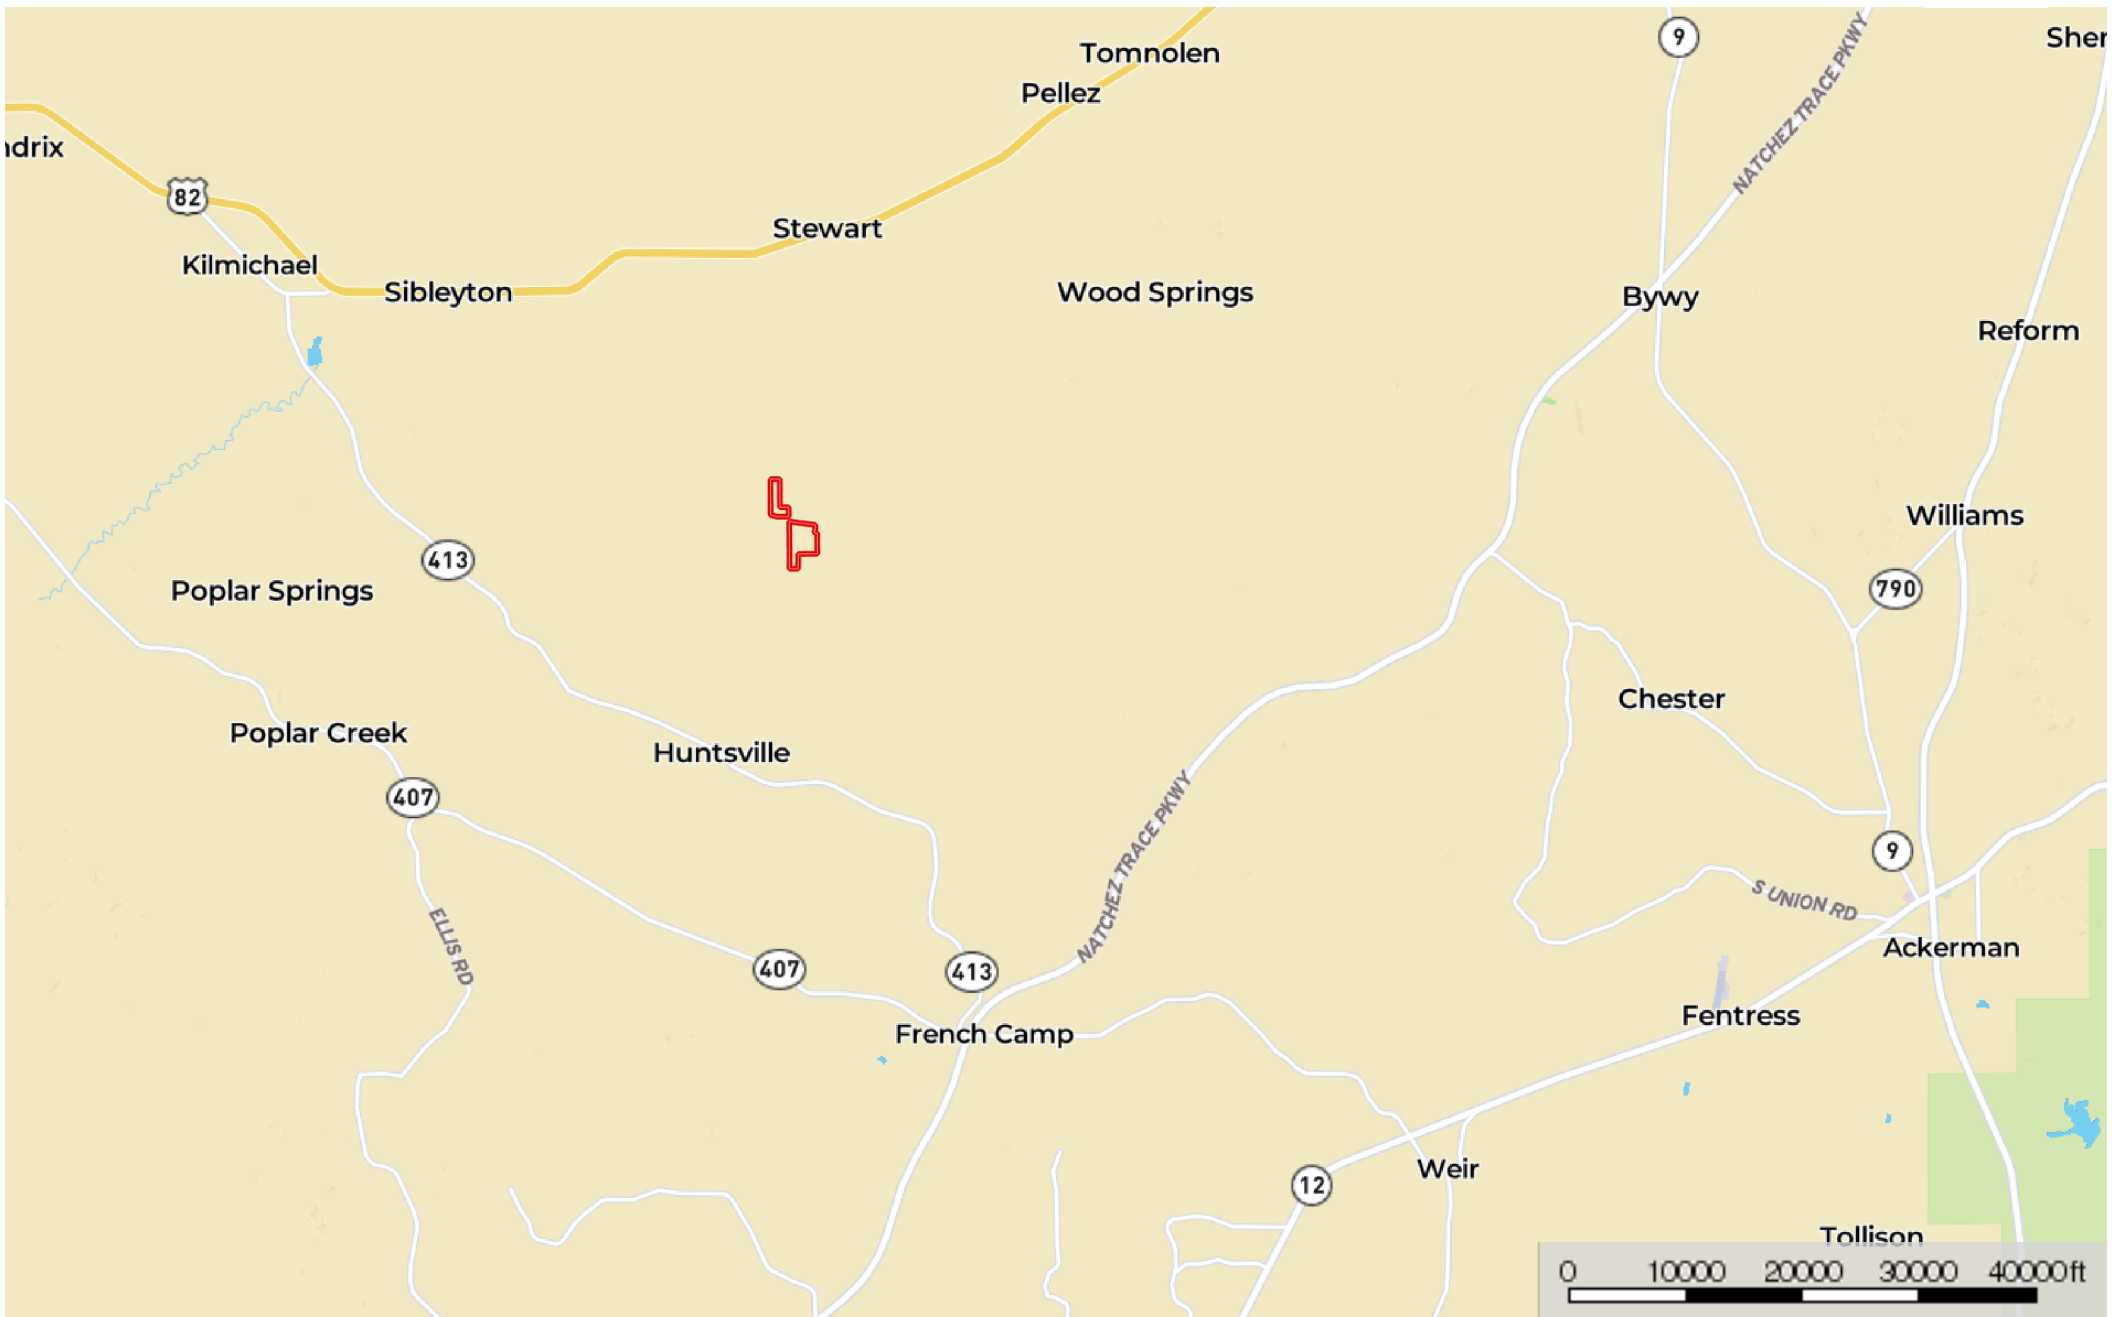 9
Sher
Tomnolen
Pellez
NATCHEZ TRACE PKWY
ndrix
82
Stewart
Kilmichael
Sibleyton
Wood Springs
Bywy
Reform
Williams
413
Poplar Springs
790
Chester
Poplar Creek
Huntsville
407
NATCHEZ TRACE PKWY
9
S UNION RD
ELLIS RD
Ackerman
407
413
Fentress
French Camp
Weir
12
Tollison
0 10000 20000 30000 40000ft